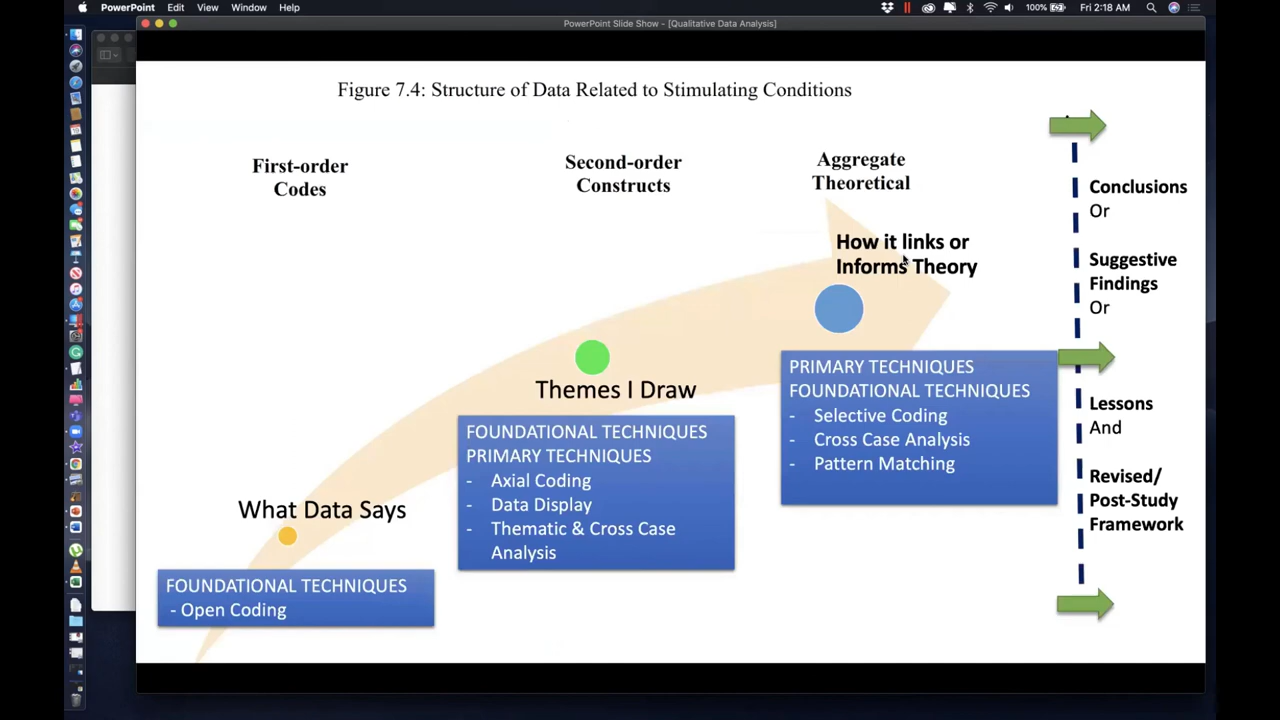 PowerPoint Edit View Window Help
100% Fri 2:18 AM
PowerPoint Slide Show - [Qualitative Data Analysis]
Figure 7.4: Structure of Data Related to Stimulating Conditions
First-order
Codes
Second-order
Constructs
Aggregate
Theoretical
How it links or
Informs Theory
Themes I Draw
What Data Says
FOUNDATIONAL TECHNIQUES
- Open Coding
FOUNDATIONAL TECHNIQUES
PRIMARY TECHNIQUES
- Axial Coding
- Data Display
- Thematic & Cross Case
Analysis
PRIMARY TECHNIQUES
FOUNDATIONAL TECHNIQUES
- Selective Coding
- Cross Case Analysis
- Pattern Matching
Conclusions
Or
Suggestive
Findings
Or
Lessons
And
Revised/
Post-Study
Framework